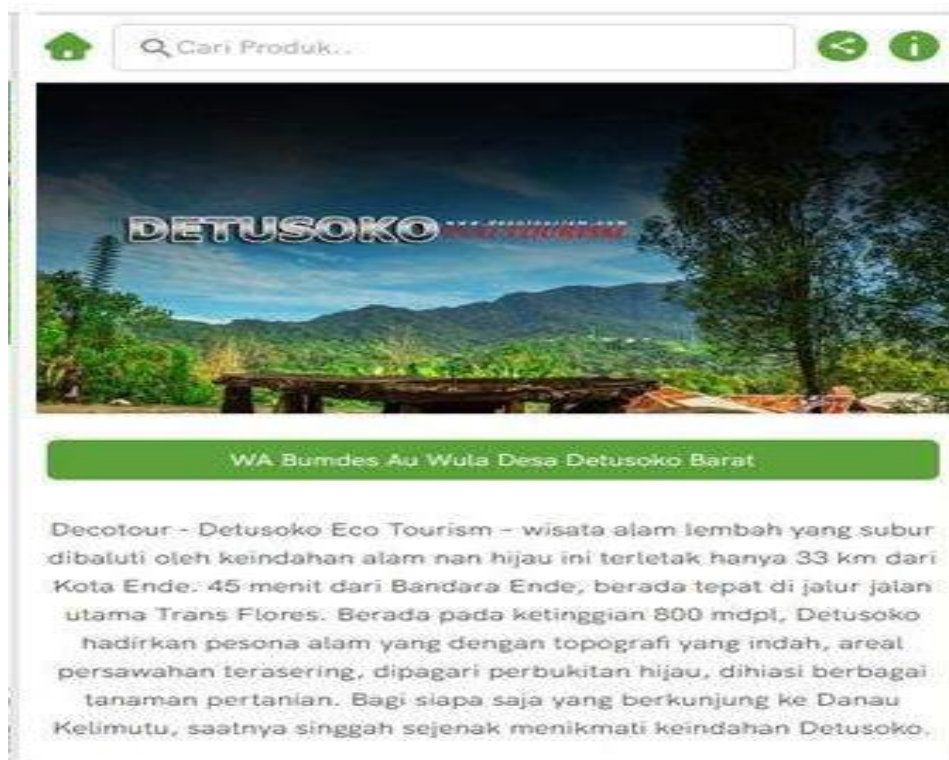 Cari Produk..
DETUSOKO
www.decotourism.com
WA Bumdes Au Wula Desa Detusoko Barat
Decotour - Detusoko Eco Tourism – wisata alam lembah yang subur
dibaluti oleh keindahan alam nan hijau ini terletak hanya 33 km dari
Kota Ende. 45 menit dari Bandara Ende, berada tepat di jalur jalan
utama Trans Flores. Berada pada ketinggian 800 mdpl, Detusoko
hadirkan pesona alam yang dengan topografi yang indah, areal
persawahan terasering, dipagari perbukitan hijau, dihiasi berbagai
tanaman pertanian. Bagi siapa saja yang berkunjung ke Danau
Kelimutu, saatnya singgah sejenak menikmati keindahan Detusoko.